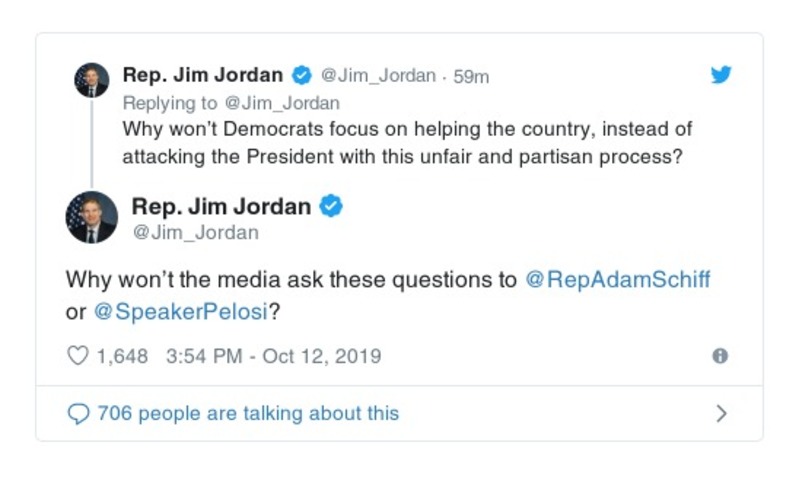 Rep. Jim Jordan @Jim_Jordan · 59m
Replying to @Jim_Jordan
Why won't Democrats focus on helping the country, instead of
attacking the President with this unfair and partisan process?
Rep. Jim Jordan
@Jim_Jordan
Why won't the media ask these questions to @RepAdamSchiff
or @SpeakerPelosi?
1,648 3:54 PM - Oct 12, 2019
706 people are talking about this